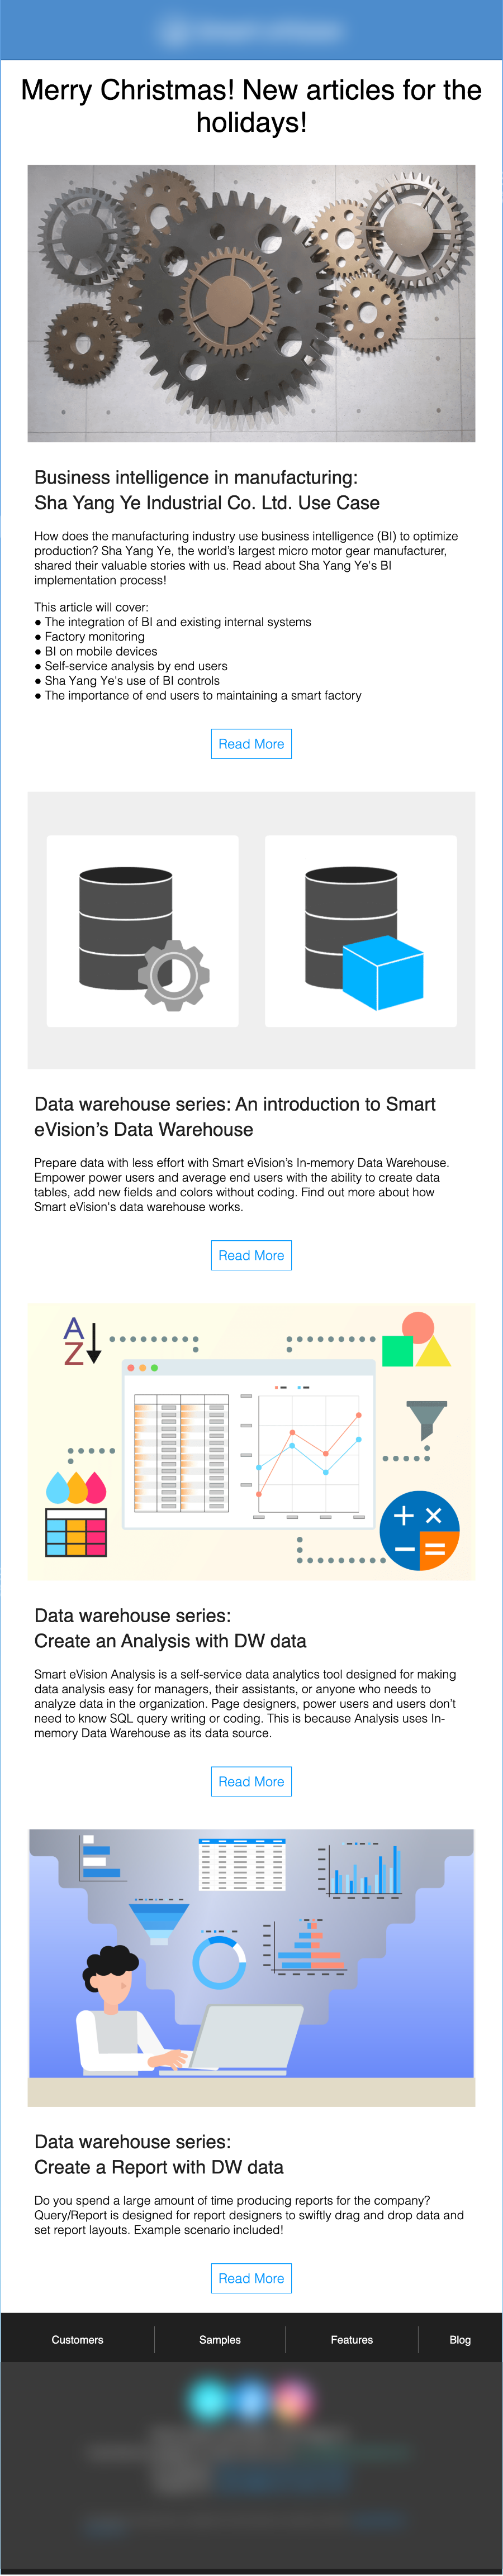 Merry Christmas! New articles for the
holidays!
Business intelligence in manufacturing:
Sha Yang Ye Industrial Co. Ltd. Use Case
How does the manufacturing industry use business intelligence (BI) to optimize
production? Sha Yang Ye, the world’s largest micro motor gear manufacturer,
shared their valuable stories with us. Read about Sha Yang Ye's BI
implementation process!
This article will cover:
● The integration of BI and existing internal systems
● Factory monitoring
● BI on mobile devices
● Self-service analysis by end users
● Sha Yang Ye's use of BI controls
● The importance of end users to maintaining a smart factory
Read More
Data warehouse series: An introduction to Smart
eVision’s Data Warehouse
Prepare data with less effort with Smart eVision’s In-memory Data Warehouse.
Empower power users and average end users with the ability to create data
tables, add new fields and colors without coding. Find out more about how
Smart eVision's data warehouse works.
Read More
A
Z
+ ×
− =
Data warehouse series:
Create an Analysis with DW data
Smart eVision Analysis is a self-service data analytics tool designed for making
data analysis easy for managers, their assistants, or anyone who needs to
analyze data in the organization. Page designers, power users and users don’t
need to know SQL query writing or coding. This is because Analysis uses In-
memory Data Warehouse as its data source.
Read More
Data warehouse series:
Create a Report with DW data
Do you spend a large amount of time producing reports for the company?
Query/Report is designed for report designers to swiftly drag and drop data and
set report layouts. Example scenario included!
Read More
Customers Samples Features Blog